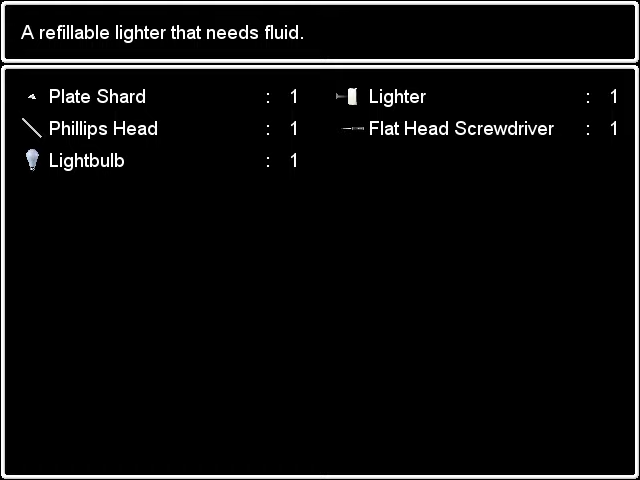 A refillable lighter that needs fluid.
Plate Shard : 1 Lighter : 1
Phillips Head : 1 Flat Head Screwdriver : 1
Lightbulb : 1